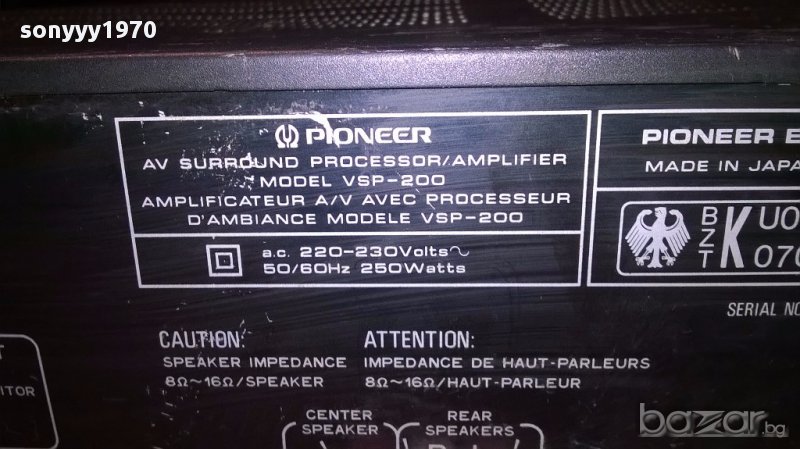 sonyyy1970
PIONEER
AV SURROUND PROCESSOR/AMPLIFIER
MODEL VSP-200
AMPLIFICATEUR A/V AVEC PROCESSEUR
D'AMBIANCE MODELE VSP-200
a.c. 220-230Volts~
50/60Hz 250Watts
PIONEER E
MADE IN JAPA
BZT K U0
070
SERIAL NO
CAUTION:
SPEAKER IMPEDANCE
8Ω~16Ω/SPEAKER
ATTENTION:
IMPEDANCE DE HAUT-PARLEURS
8Ω~16Ω/HAUT-PARLEUR
CENTER
SPEAKER
REAR
SPEAKERS
bazar.bg